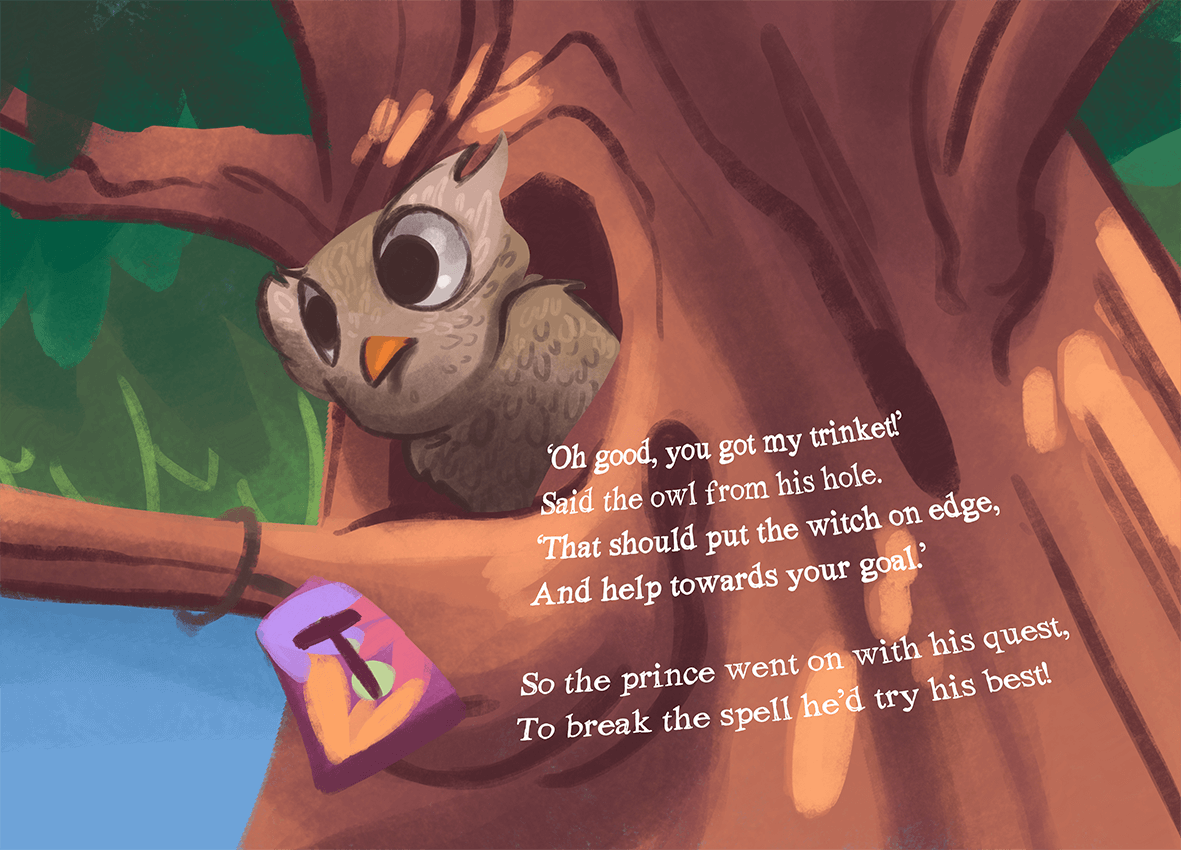 ‘Oh good, you got my trinket!’
Said the owl from his hole.
‘That should put the witch on edge,
And help towards your goal.’
So the prince went on with his quest,
To break the spell he’d try his best!
T